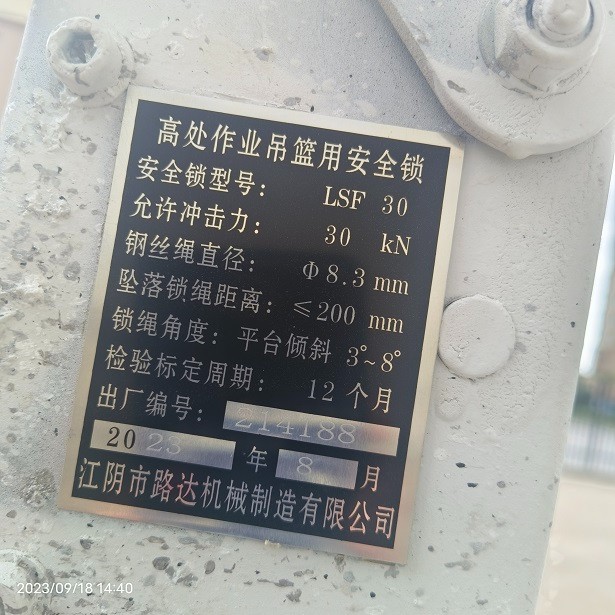 高处作业吊篮用安全锁
安全锁型号: LSF 30
允许冲击力: 30 kN
钢丝绳直径: Φ8.3mm
坠落锁绳距离: ≤200 mm
锁绳角度: 平台倾斜 3°~8°
检验标定周期: 12 个月
出厂编号: 214188
2023 年 8 月
江阴市路达机械制造有限公司
2023/09/18 14:40